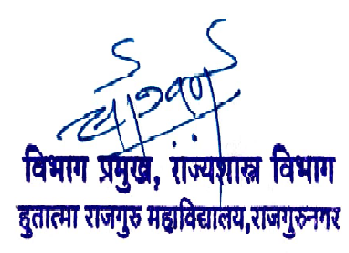 विभाग प्रमुख, राज्यशास्त्र विभाग
हुतात्मा राजगुरु महाविद्यालय,राजगुरुनगर